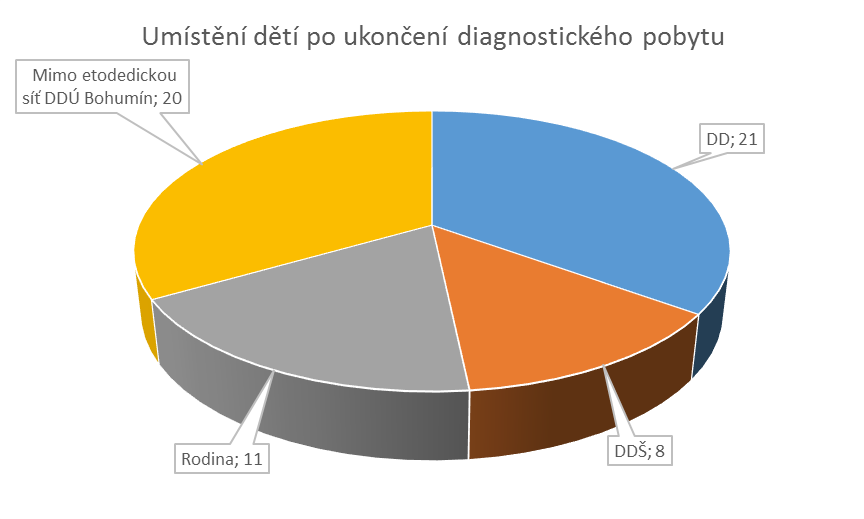 Umístění dětí po ukončení diagnostického pobytu
Mimo etodedickou
síť DDÚ Bohumín; 20
DD; 21
DDŠ; 8
Rodina; 11